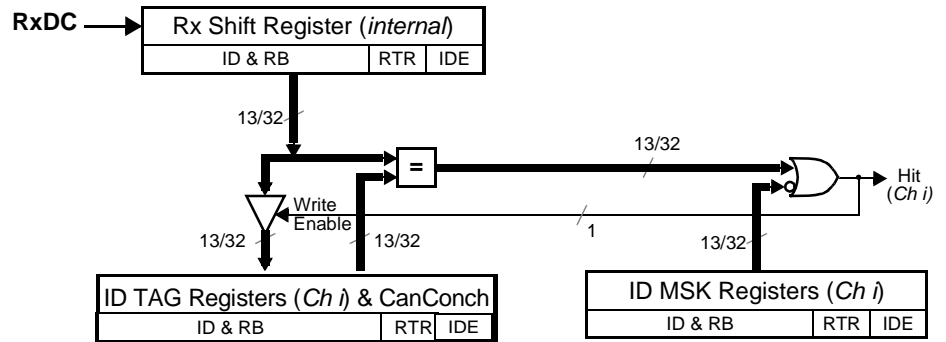 RxDC
Rx Shift Register (internal)
ID & RB RTR IDE
13/32
13/32
=
Hit
(Ch i)
Write
Enable
1
13/32 13/32 13/32
ID TAG Registers (Ch i) & CanConch
ID & RB RTR IDE
ID MSK Registers (Ch i)
ID & RB RTR IDE